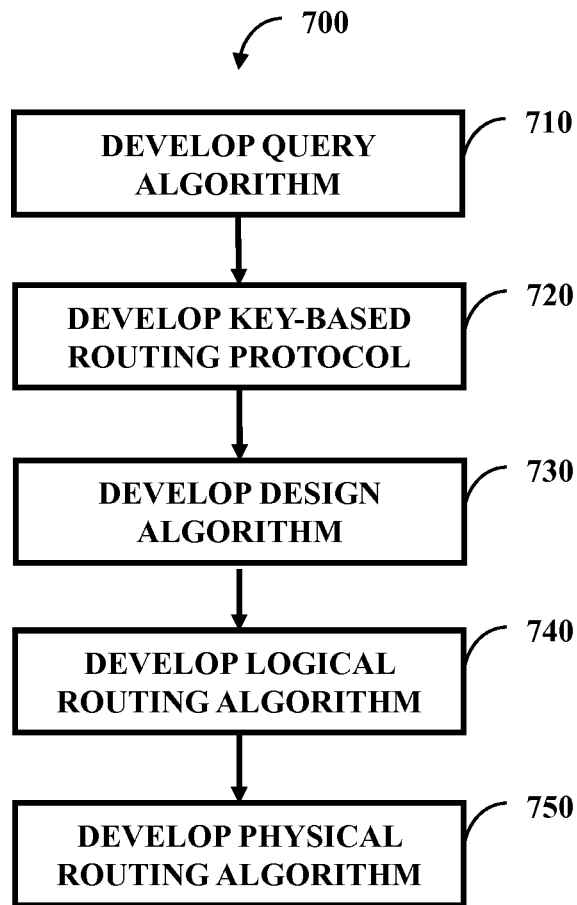 700
710
DEVELOP QUERY
ALGORITHM
720
DEVELOP KEY-BASED
ROUTING PROTOCOL
730
DEVELOP DESIGN
ALGORITHM
740
DEVELOP LOGICAL
ROUTING ALGORITHM
750
DEVELOP PHYSICAL
ROUTING ALGORITHM